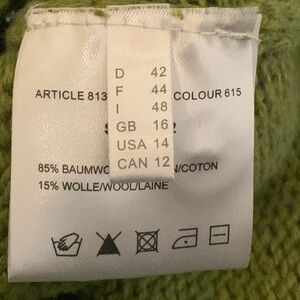 D 42
F 44
I 48
GB 16
USA 14
CAN 12
ARTICLE 813
COLOUR 615
85% BAUMWO N/COTTON
15% WOLLE/WOOL/LAINE